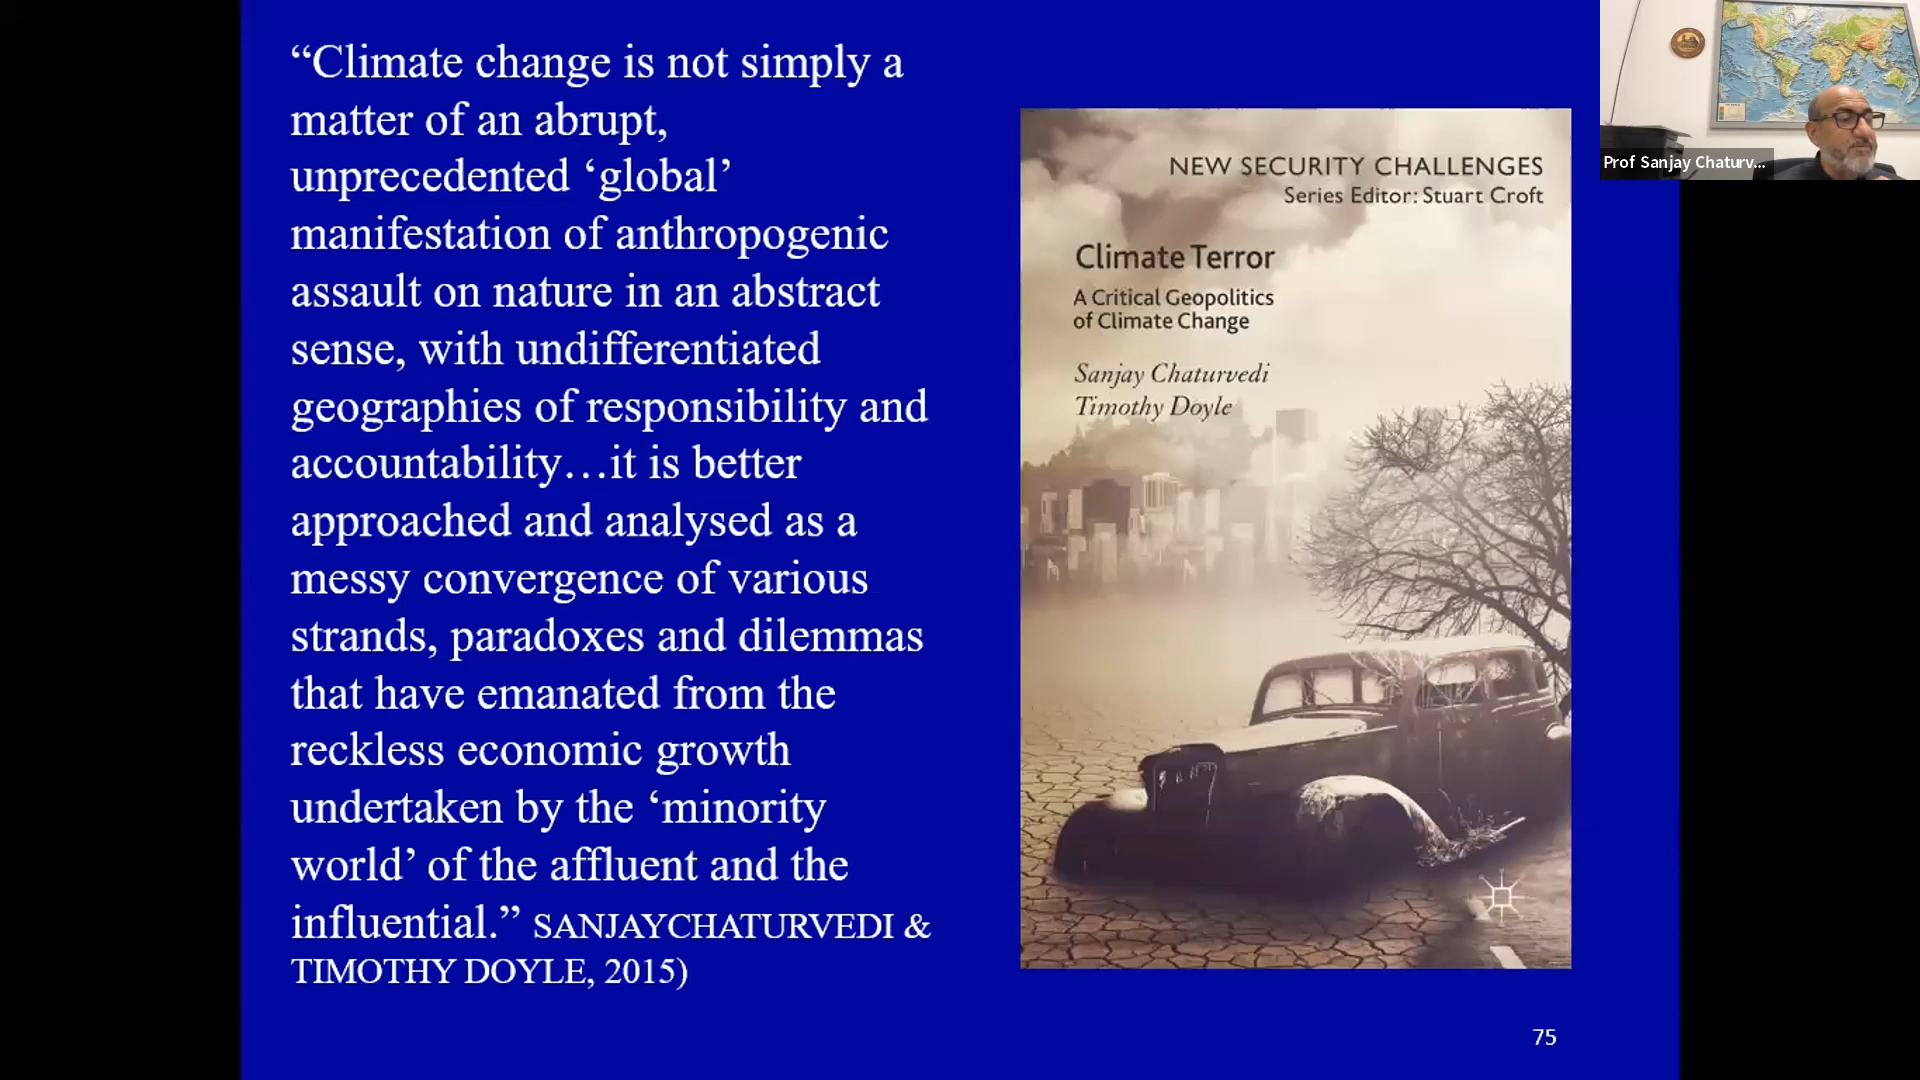 “Climate change is not simply a
matter of an abrupt,
unprecedented ‘global’
manifestation of anthropogenic
assault on nature in an abstract
sense, with undifferentiated
geographies of responsibility and
accountability…it is better
approached and analysed as a
messy convergence of various
strands, paradoxes and dilemmas
that have emanated from the
reckless economic growth
undertaken by the ‘minority
world’ of the affluent and the
influential.” SANJAYCHATURVEDI &
TIMOTHY DOYLE, 2015)
NEW SECURITY CHALLENGES
Series Editor: Stuart Croft
Climate Terror
A Critical Geopolitics
of Climate Change
Sanjay Chaturvedi
Timothy Doyle
75
Prof Sanjay Chaturv...